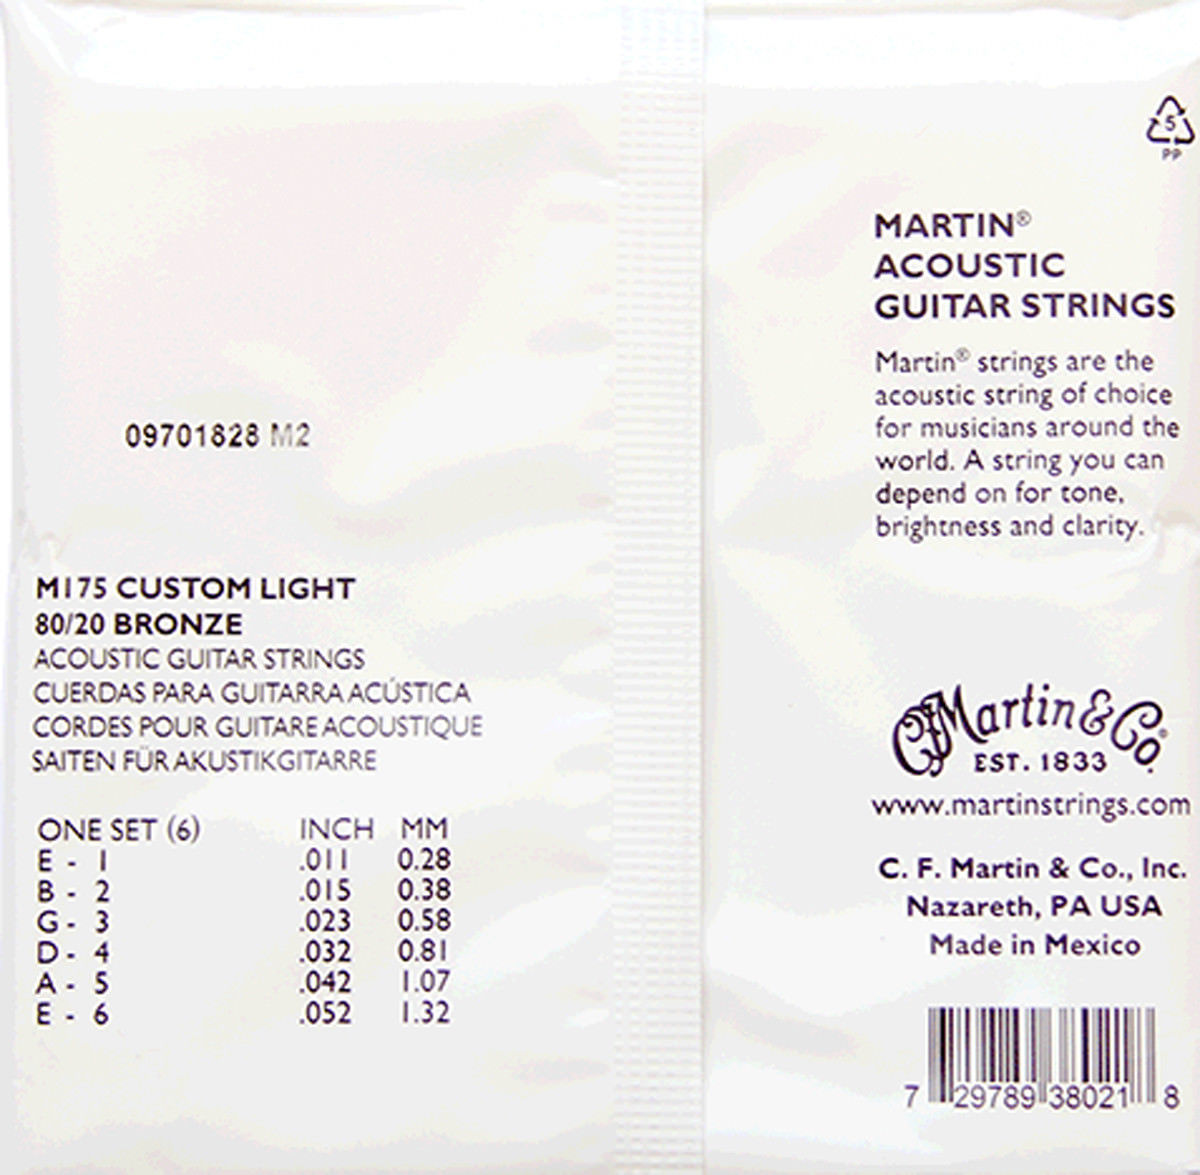 09701828 M2
M175 CUSTOM LIGHT
80/20 BRONZE
ACOUSTIC GUITAR STRINGS
CUERDAS PARA GUITARRA ACÚSTICA
CORDES POUR GUITARE ACOUSTIQUE
SAITEN FÜR AKUSTIKGITARRE
ONE SET (6) INCH MM
E - 1 .011 0.28
B - 2 .015 0.38
G - 3 .023 0.58
D - 4 .032 0.81
A - 5 .042 1.07
E - 6 .052 1.32
5
PP
MARTIN®
ACOUSTIC
GUITAR STRINGS
Martin® strings are the
acoustic string of choice
for musicians around the
world. A string you can
depend on for tone,
brightness and clarity.
CF Martin & Co.®
EST. 1833
www.martinstrings.com
C. F. Martin & Co., Inc.
Nazareth, PA USA
Made in Mexico
7 29789 38021 8